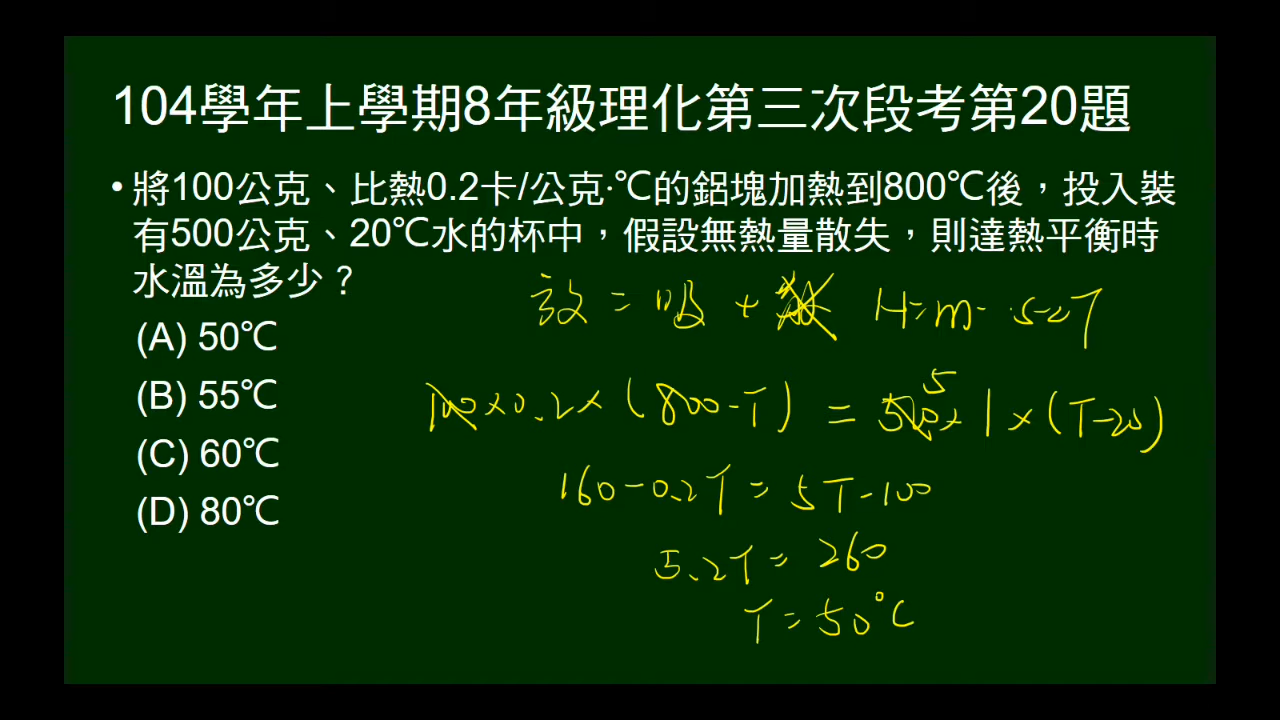 104學年上學期8年級理化第三次段考第20題
• 將100公克、比熱0.2卡/公克·℃的鋁塊加熱到800℃後，投入裝
有500公克、20℃水的杯中，假設無熱量散失，則達熱平衡時
水溫為多少？
放 = 吸 + 散 H=m·s·△T
(A) 50℃
(B) 55℃
5
100×0.2×(800-T) = 500×1×(T-20)
(C) 60℃
160-0.2T = 5T-100
(D) 80℃
5.2T = 260
T = 50°C